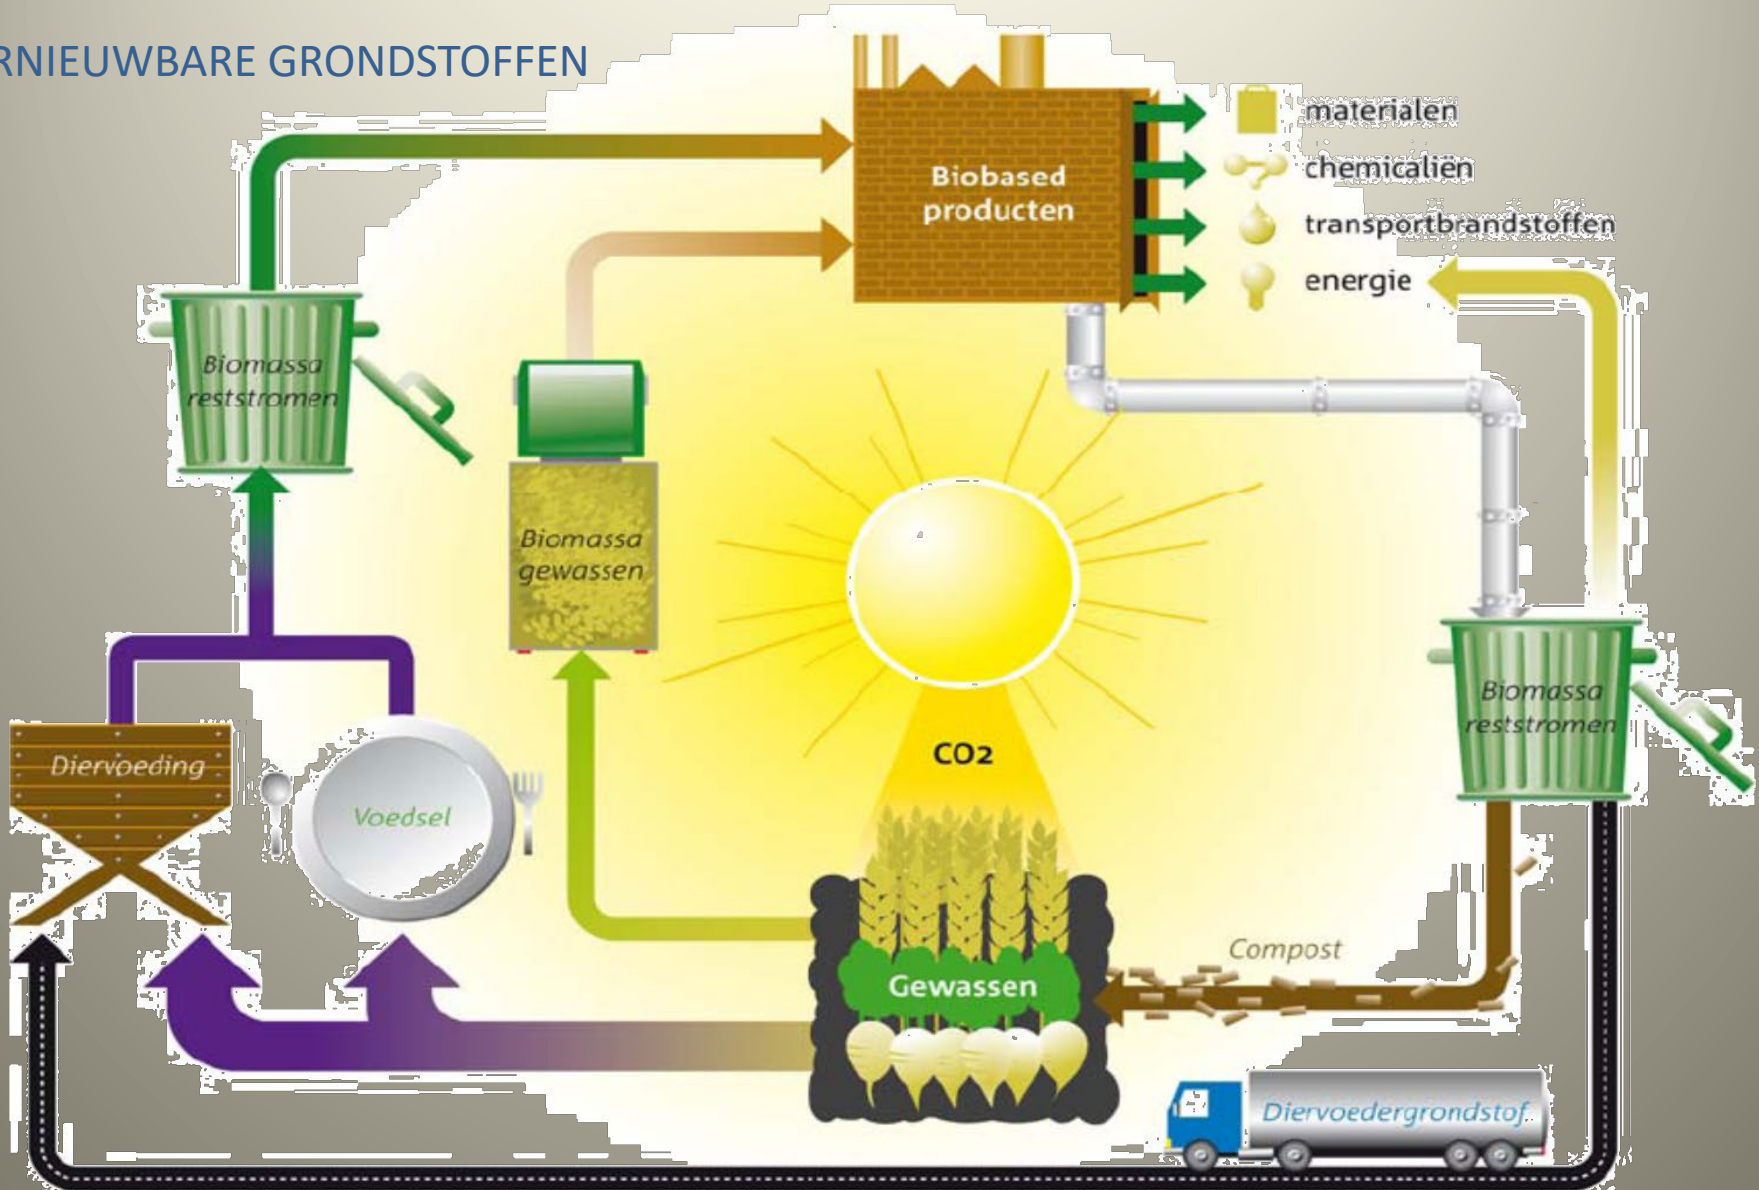 RNIEUWBARE GRONDSTOFFEN
materialen
chemicaliën
transportbrandstoffen
energie
Biobased
producten
Biomassa
reststromen
Biomassa
gewassen
CO2
Biomassa
reststromen
Diervoeding
Voedsel
Gewassen
Compost
Diervoedergrondstof.